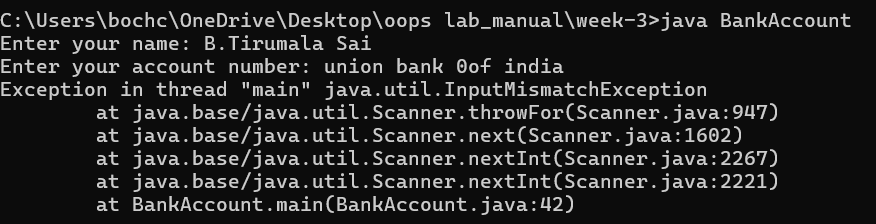 C:\Users\bochc\OneDrive\Desktop\oops lab_manual\week-3>java BankAccount
Enter your name: B.Tirumala Sai
Enter your account number: union bank 0of india
Exception in thread "main" java.util.InputMismatchException
        at java.base/java.util.Scanner.throwFor(Scanner.java:947)
        at java.base/java.util.Scanner.next(Scanner.java:1602)
        at java.base/java.util.Scanner.nextInt(Scanner.java:2267)
        at java.base/java.util.Scanner.nextInt(Scanner.java:2221)
        at BankAccount.main(BankAccount.java:42)